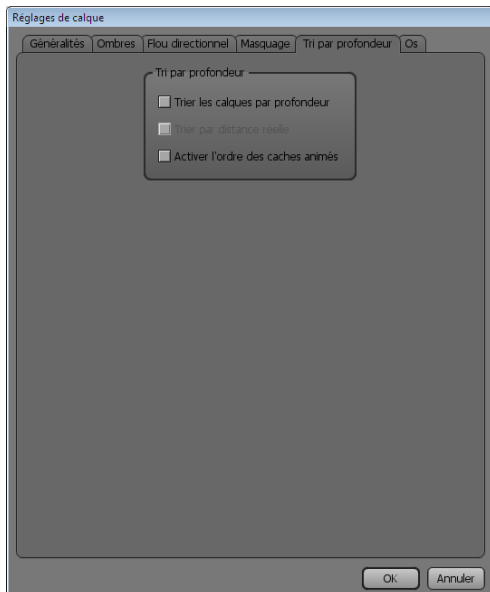 Réglages de calque
Généralités Ombres Flou directionnel Masquage Tri par profondeur Os
Tri par profondeur
Trier les calques par profondeur
Trier par distance réelle
Activer l'ordre des caches animés
OK Annuler